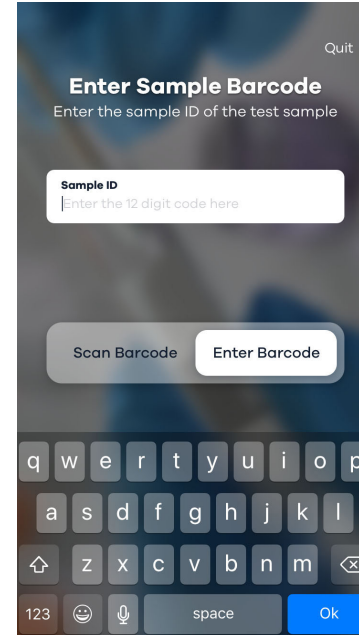 Quit
Enter Sample Barcode
Enter the sample ID of the test sample
Sample ID
Enter the 12 digit code here
Scan Barcode Enter Barcode
q w e r t y u i o p
a s d f g h j k l
z x c v b n m
123 space Ok